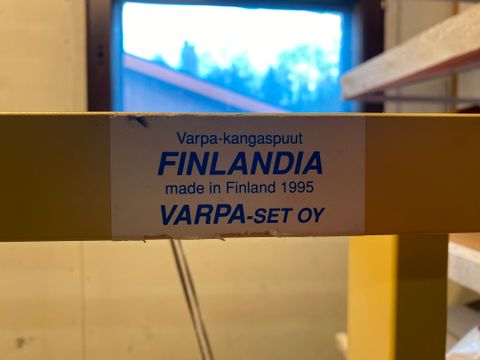 Varpa-kangaspuut
FINLANDIA
made in Finland 1995
VARPA-SET OY